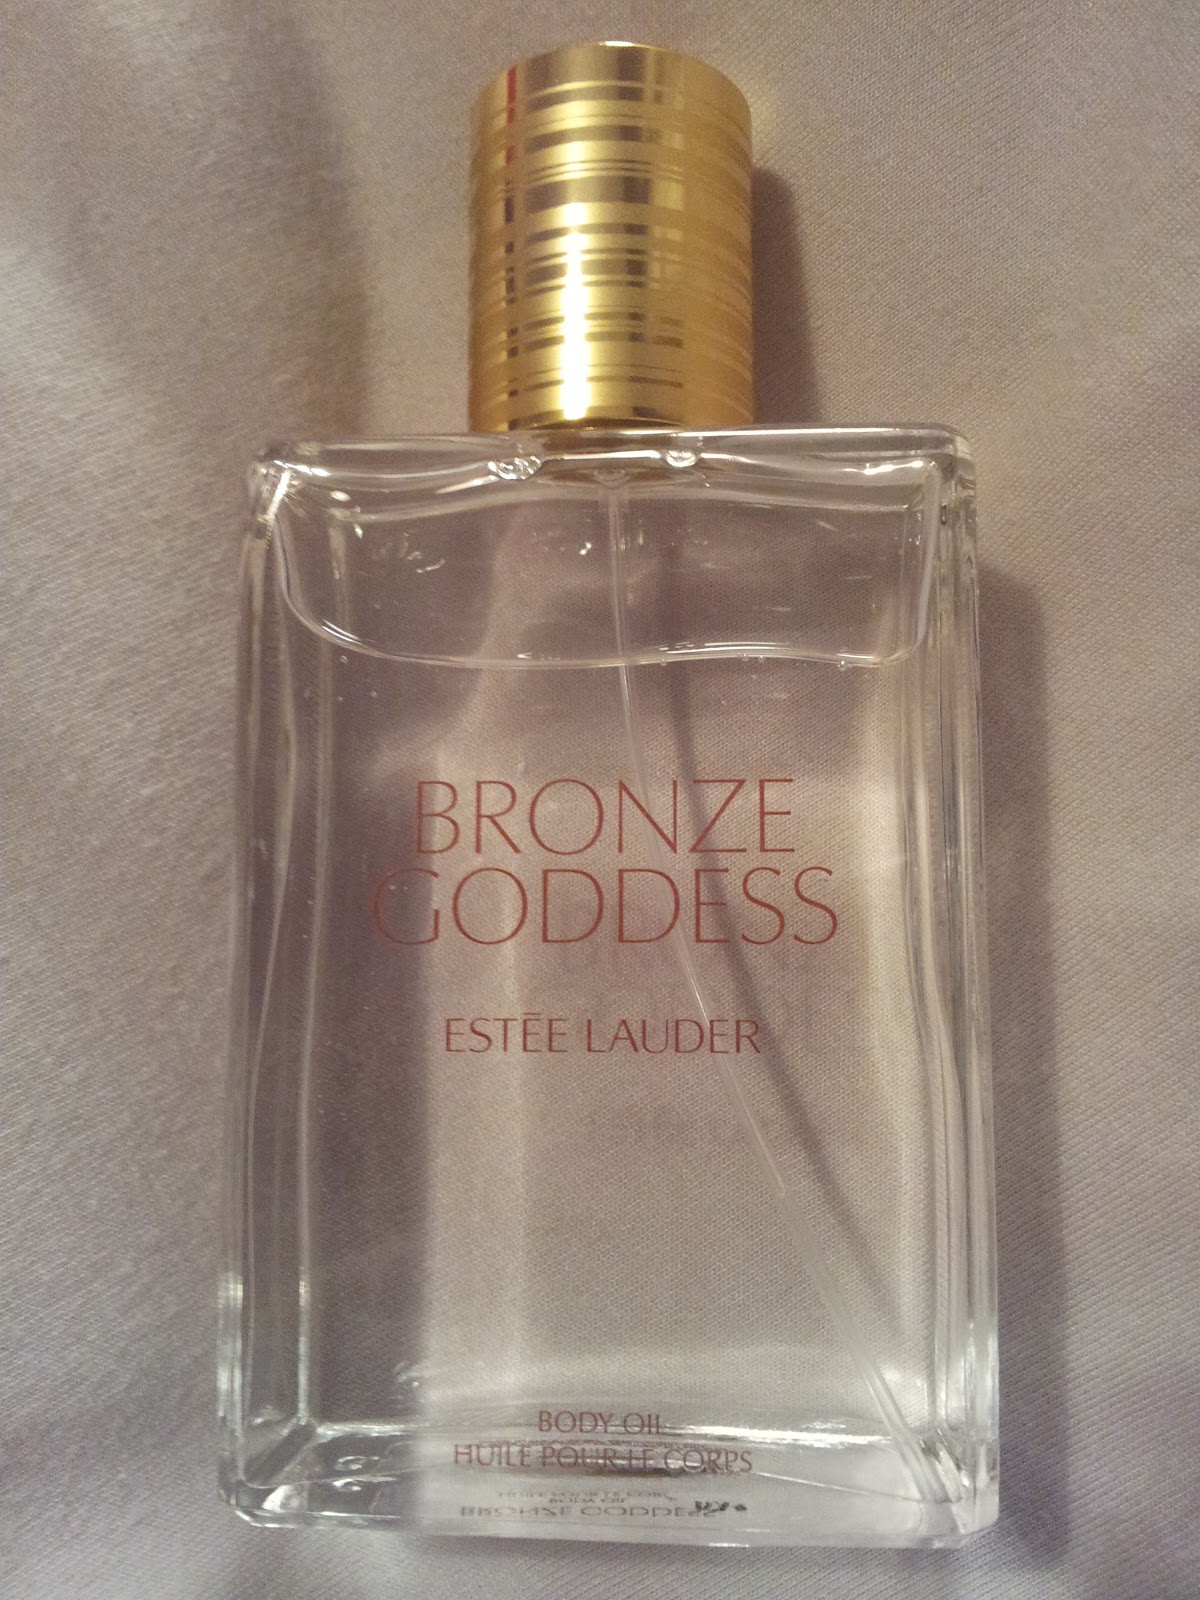 BRONZE
GODDESS
ESTĒE LAUDER
BODY OIL
HUILE POUR LE CORPS